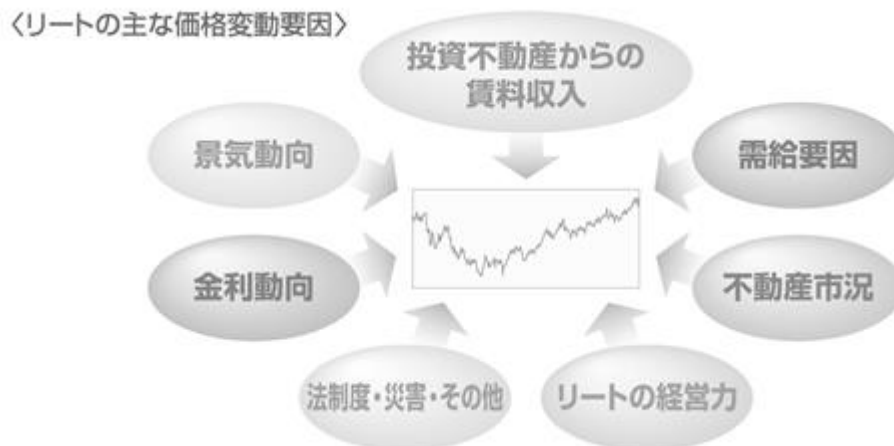 〈リートの主な価格変動要因〉
投資不動産からの
賃料収入
景気動向
需給要因
金利動向
不動産市況
法制度・災害・その他
リートの経営力